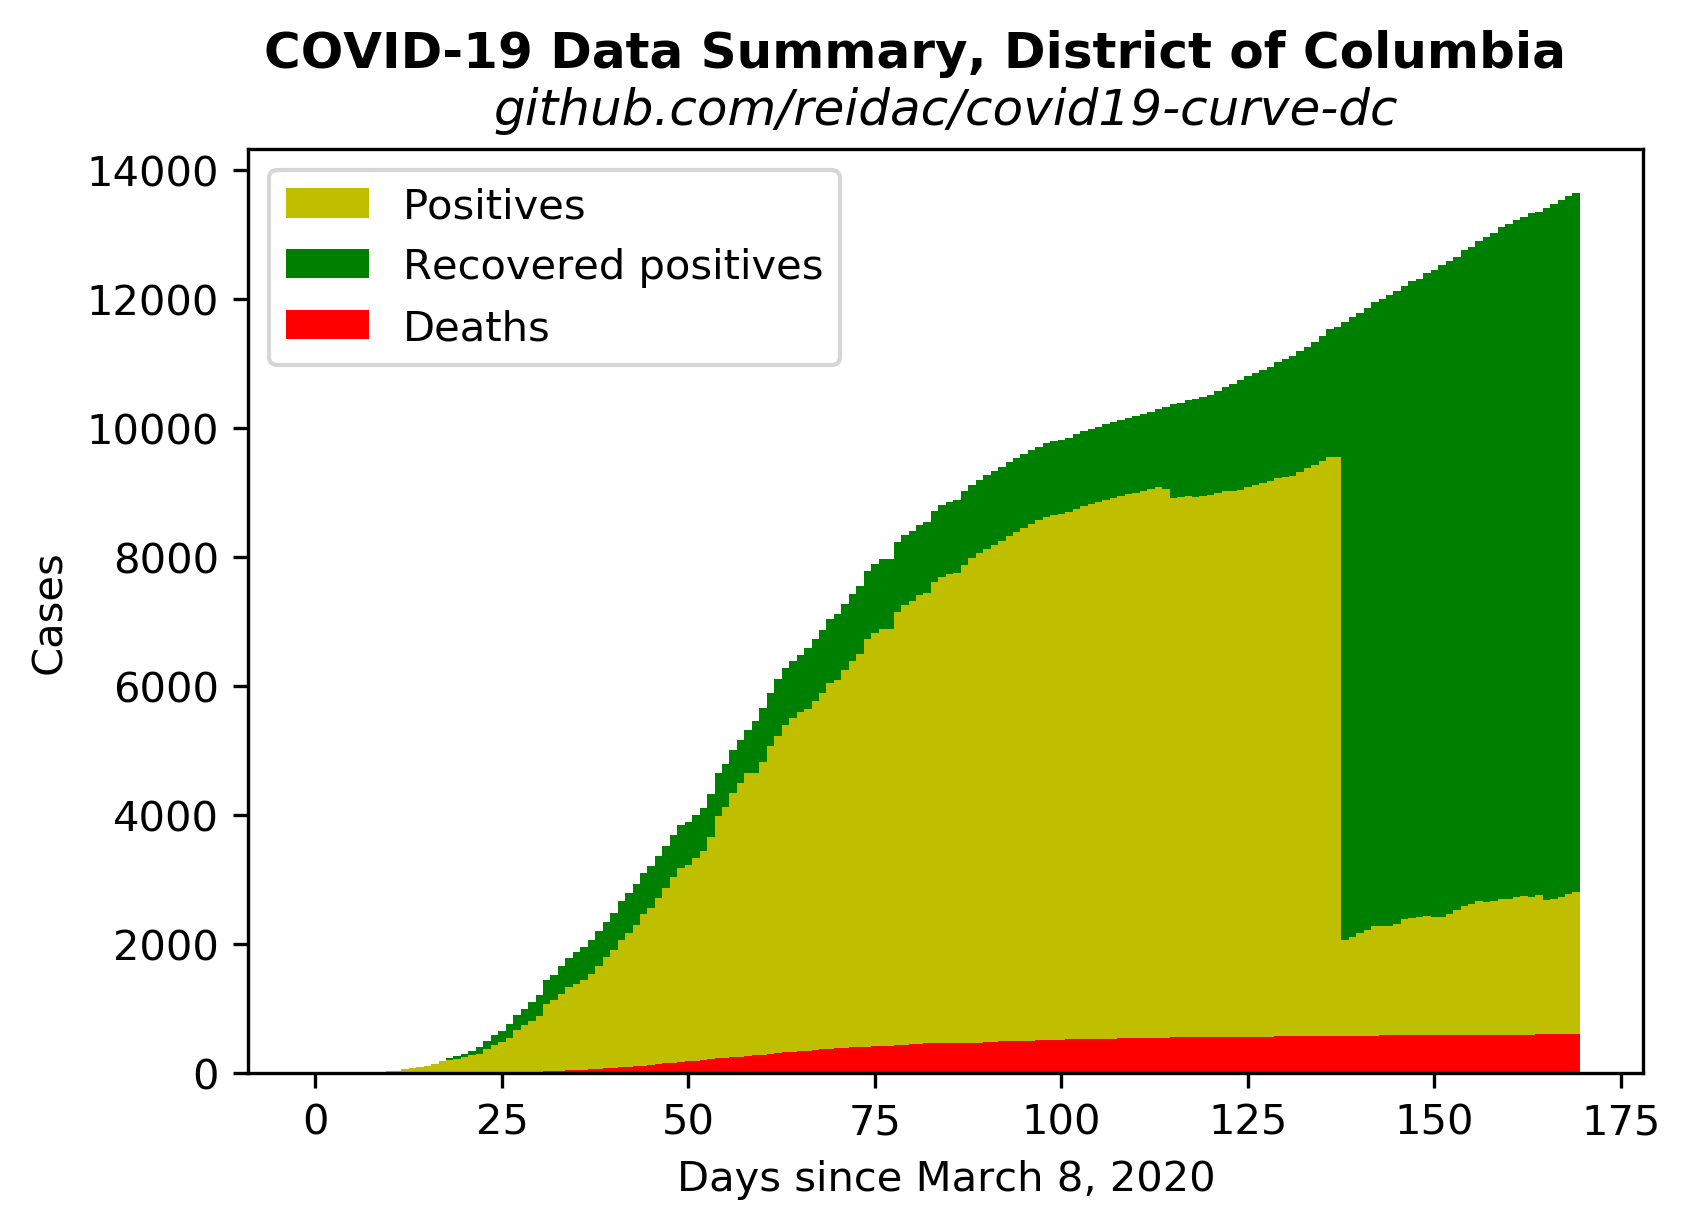 COVID-19 Data Summary, District of Columbia
github.com/reidac/covid19-curve-dc
14000
12000
10000
8000
6000
4000
2000
0
Cases
Positives
Recovered positives
Deaths
0 25 50 75 100 125 150 175
Days since March 8, 2020